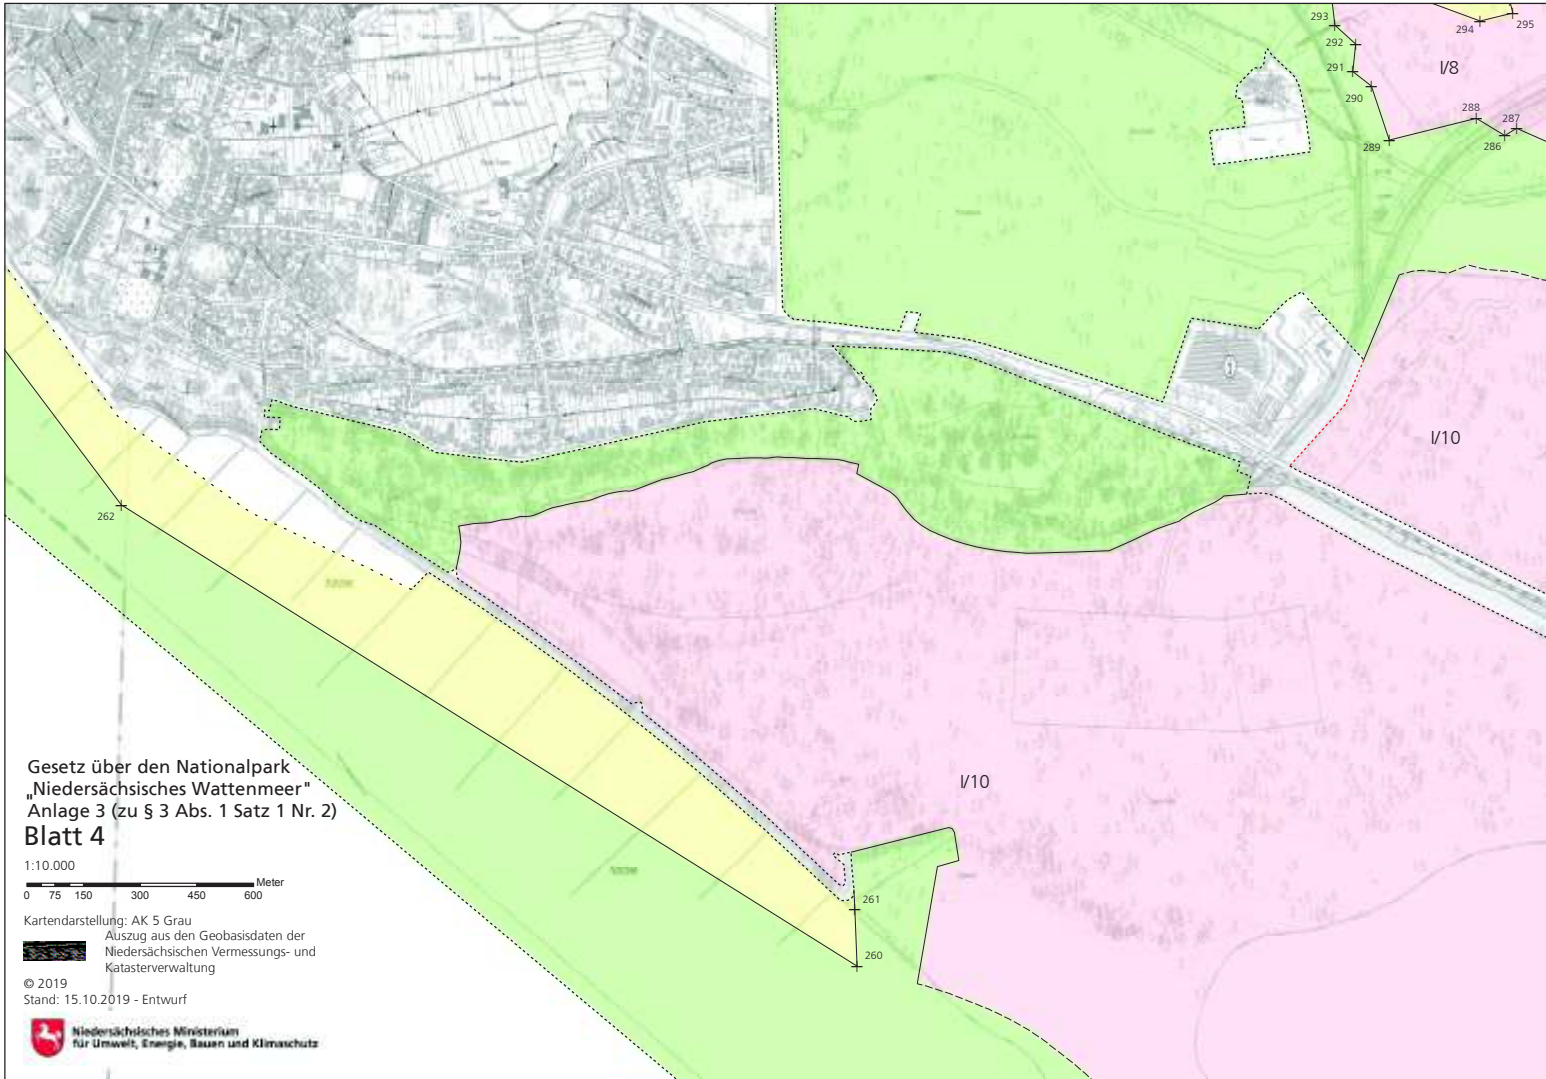 293
294
295
292
291
290
I/8
288
287
286
289
I/10
262
I/10
261
260
Gesetz über den Nationalpark
„Niedersächsisches Wattenmeer"
Anlage 3 (zu § 3 Abs. 1 Satz 1 Nr. 2)
Blatt 4
1:10.000
Meter
0 75 150 300 450 600
Kartendarstellung: AK 5 Grau
Auszug aus den Geobasisdaten der
Niedersächsischen Vermessungs- und
Katasterverwaltung
© 2019
Stand: 15.10.2019 - Entwurf
Niedersächsisches Ministerium
für Umwelt, Energie, Bauen und Klimaschutz